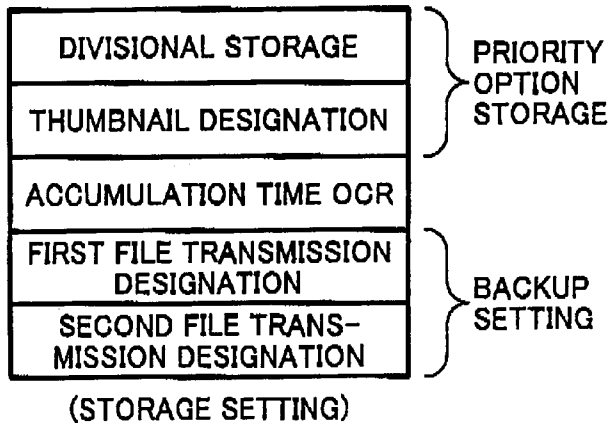 DIVISIONAL STORAGE
THUMBNAIL DESIGNATION
PRIORITY
OPTION
STORAGE
ACCUMULATION TIME OCR
FIRST FILE TRANSMISSION
DESIGNATION
SECOND FILE TRANS-
MISSION DESIGNATION
BACKUP
SETTING
(STORAGE SETTING)